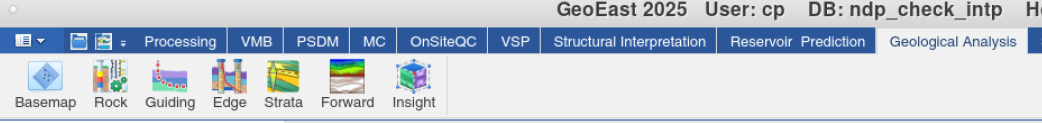 GeoEast 2025 User: cp DB: ndp_check_intp
Processing VMB PSDM MC OnSiteQC VSP Structural Interpretation Reservoir Prediction Geological Analysis
Basemap Rock Guiding Edge Strata Forward Insight